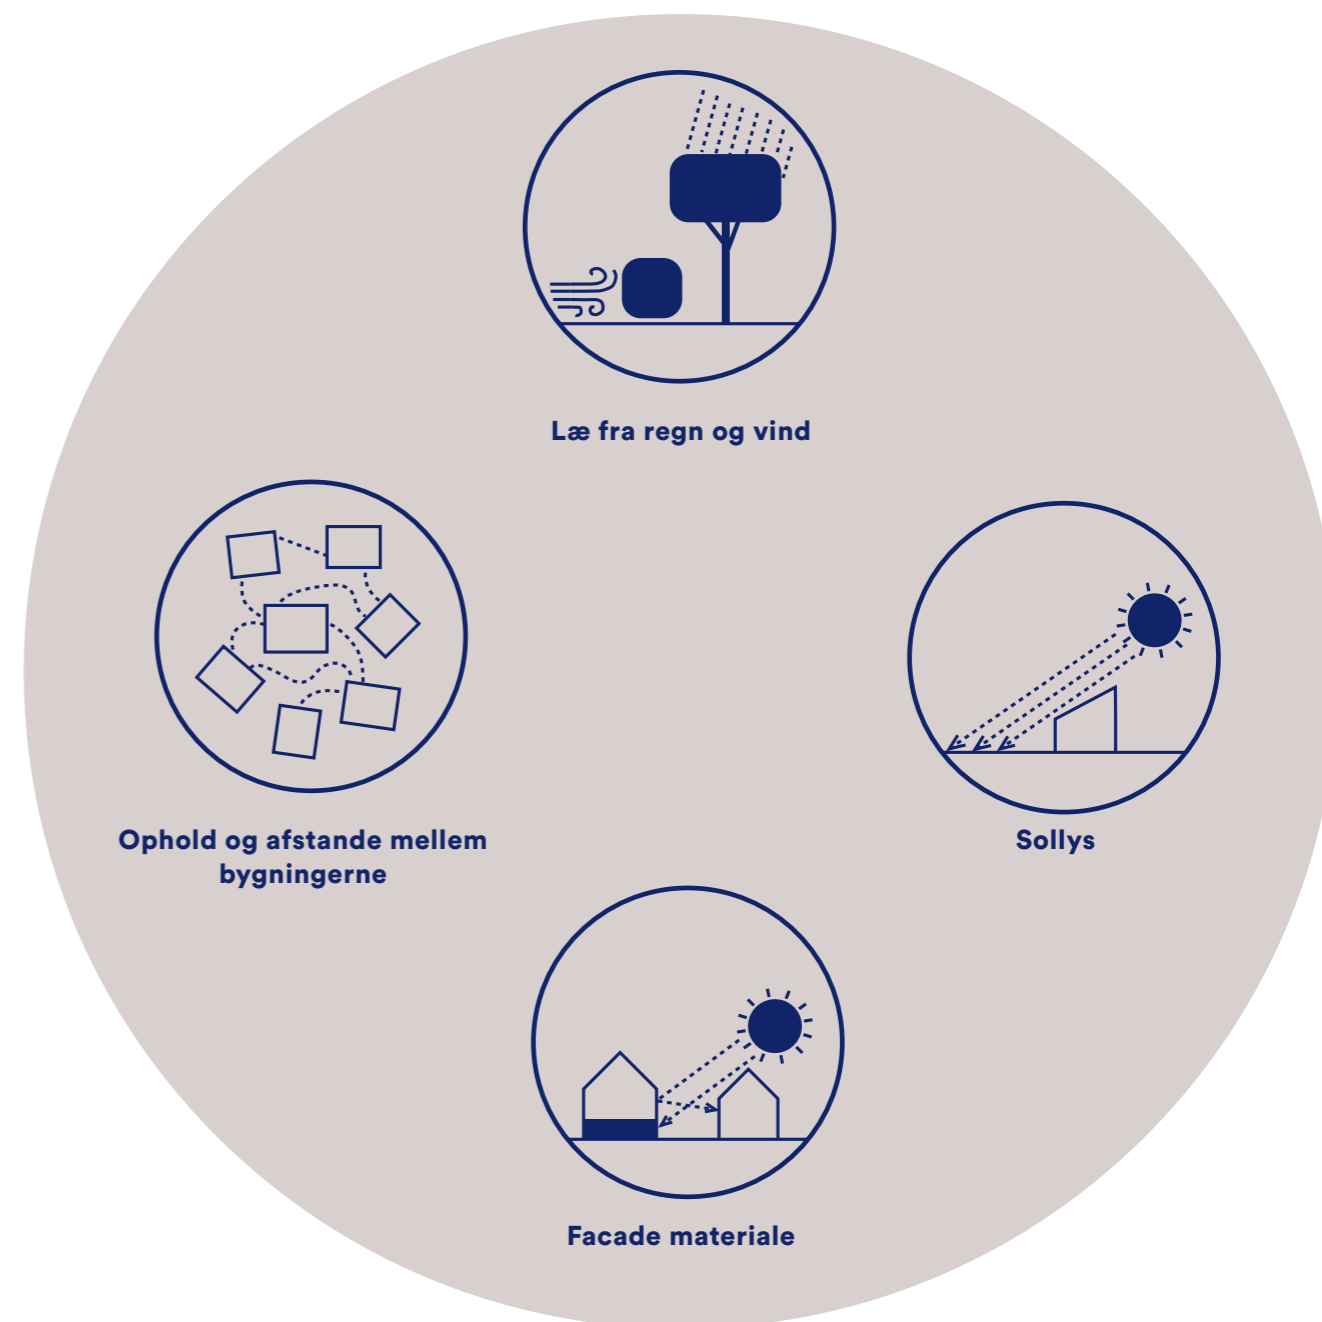 Læ fra regn og vind
Ophold og afstande mellem
bygningerne
Sollys
Facade materiale